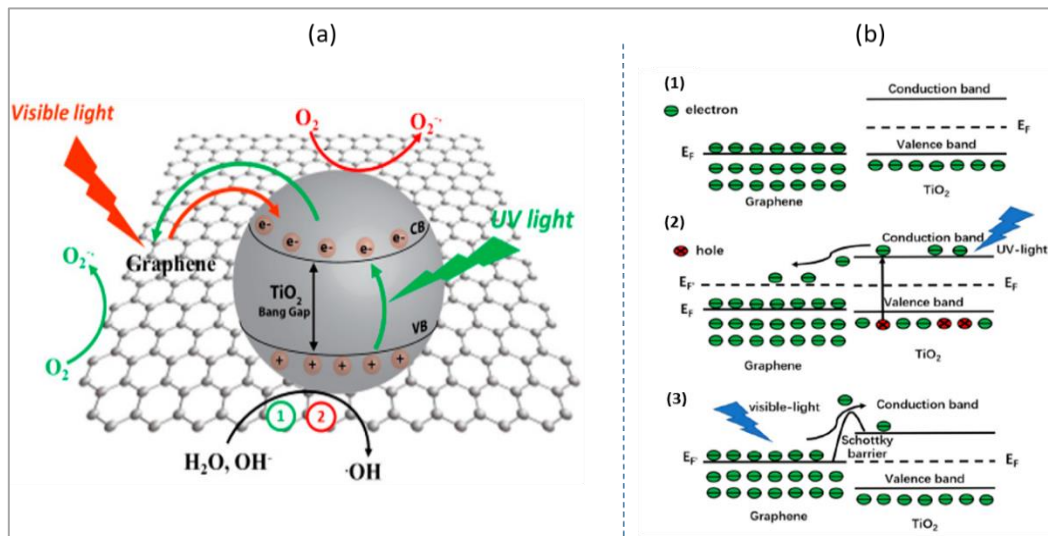 (a)
Visible light
O2
O2·-
UV light
e-
e-
e-
e-
e-
CB
Graphene
O2·-
TiO2
Bang Gap
VB
O2
+
+
+
+
+
1
2
H2O, OH-
·OH
(b)
(1)
electron
Conduction band
EF
EF
Valence band
Graphene
TiO2
(2)
hole
Conduction band
UV-light
EF'
EF
EF
Valence band
Graphene
TiO2
(3)
visible-light
Conduction band
Schottky
barrier
EF'
EF
Valence band
Graphene
TiO2